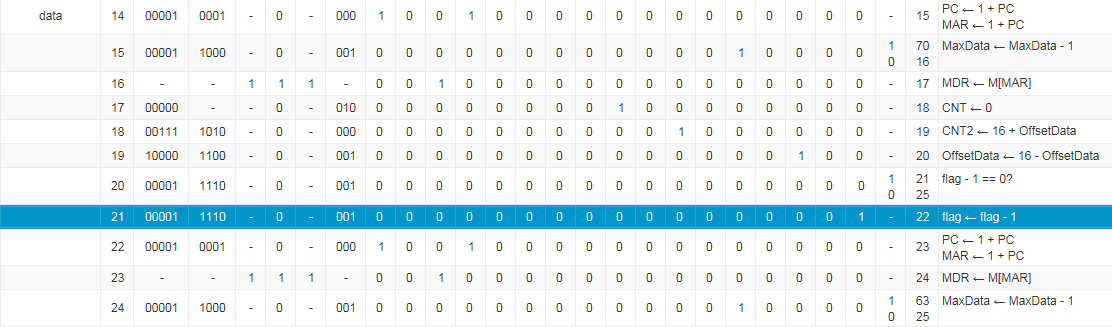 data 14 00001 0001 - 0 - 000 1 0 0 1 0 0 0 0 0 0 0 0 0 0 0 0 0 - 15 PC ← 1 + PC
MAR ← 1 + PC
15 00001 1000 - 0 - 001 0 0 0 0 0 0 0 0 0 0 0 0 1 0 0 0 0 1 70 MaxData ← MaxData - 1
0 16
16 - - 1 1 1 - 0 0 1 0 0 0 0 0 0 0 0 0 0 0 0 0 0 - 17 MDR ← M[MAR]
17 00000 - - 0 - 010 0 0 0 0 0 0 0 0 1 0 0 0 0 0 0 0 0 - 18 CNT ← 0
18 00111 1010 - 0 - 000 0 0 0 0 0 0 0 0 0 0 1 0 0 0 0 0 0 - 19 CNT2 ← 16 + OffsetData
19 10000 1100 - 0 - 001 0 0 0 0 0 0 0 0 0 0 0 0 0 0 1 0 0 - 20 OffsetData ← 16 - OffsetData
20 00001 1110 - 0 - 001 0 0 0 0 0 0 0 0 0 0 0 0 0 0 0 0 0 1 21 flag - 1 == 0?
0 25
21 00001 1110 - 0 - 001 0 0 0 0 0 0 0 0 0 0 0 0 0 0 0 0 1 - 22 flag ← flag - 1
22 00001 0001 - 0 - 000 1 0 0 1 0 0 0 0 0 0 0 0 0 0 0 0 0 - 23 PC ← 1 + PC
MAR ← 1 + PC
23 - - 1 1 1 - 0 0 1 0 0 0 0 0 0 0 0 0 0 0 0 0 0 - 24 MDR ← M[MAR]
24 00001 1000 - 0 - 001 0 0 0 0 0 0 0 0 0 0 0 0 1 0 0 0 0 1 63 MaxData ← MaxData - 1
0 25